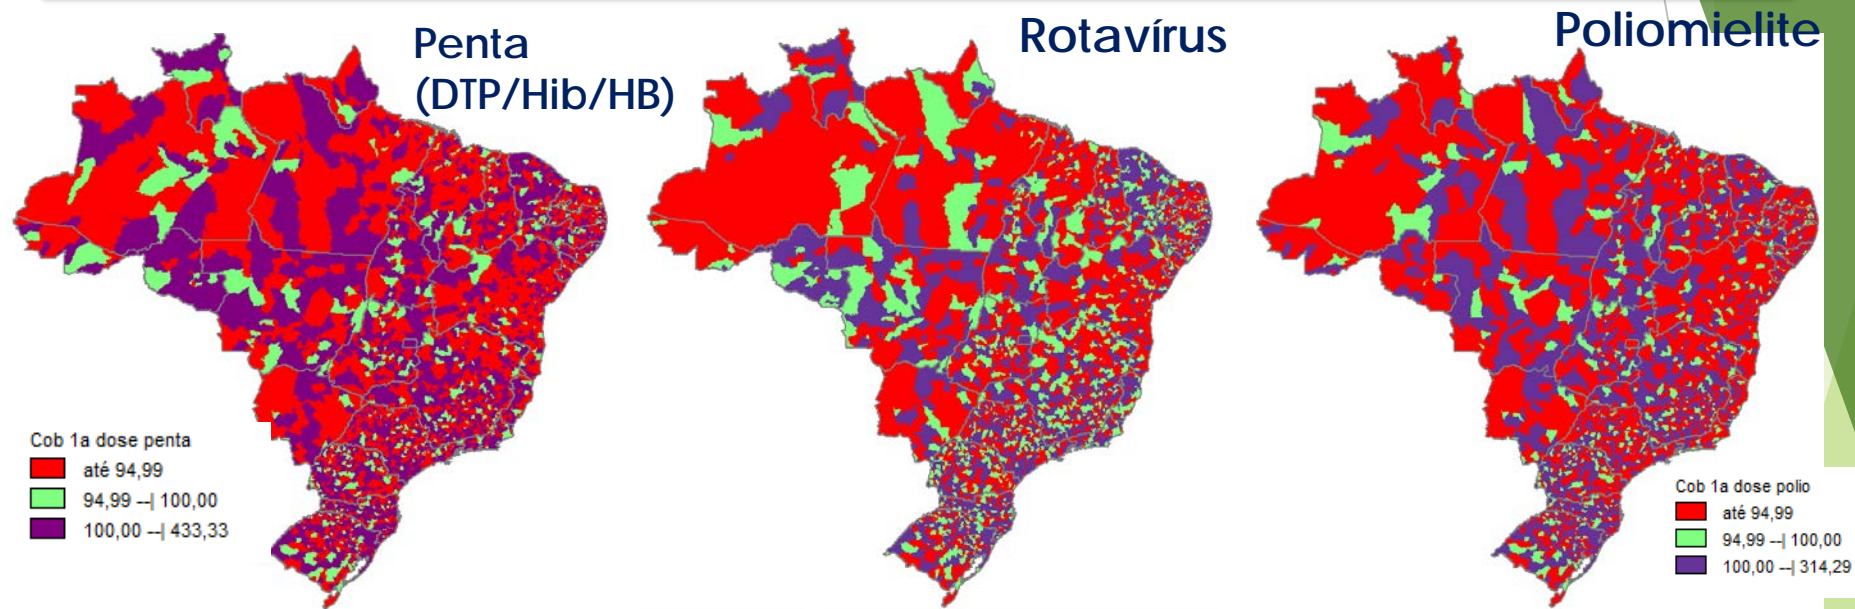 Penta
(DTP/Hib/HB)
Rotavírus
Poliomielite
Cob 1a dose penta
até 94,99
94,99 --| 100,00
100,00 --| 433,33
Cob 1a dose polio
até 94,99
94,99 --| 100,00
100,00 --| 314,29